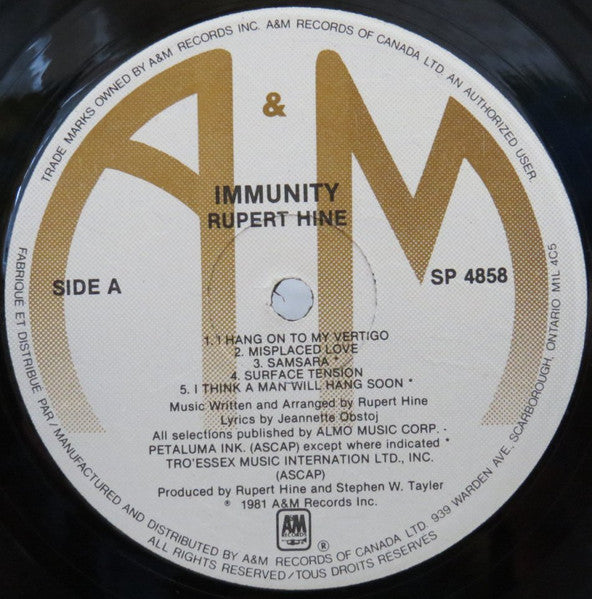 TRADE MARKS OWNED BY A&M RECORDS INC. A&M RECORDS OF CANADA LTD. AN AUTHORIZED USER.
A & M
IMMUNITY
RUPERT HINE
SIDE A
SP 4858
1. I HANG ON TO MY VERTIGO
2. MISPLACED LOVE
3. SAMSARA *
4. SURFACE TENSION
5. I THINK A MAN WILL HANG SOON *
Music Written and Arranged by Rupert Hine
Lyrics by Jeannette Obstoj
All selections published by ALMO MUSIC CORP. -
PETALUMA INK. (ASCAP) except where indicated *
TRO'ESSEX MUSIC INTERNATION LTD., INC.
(ASCAP)
Produced by Rupert Hine and Stephen W. Tayler
℗ 1981 A&M Records Inc.
A&M
RECORDS
®
FABRIQUE ET DISTRIBUE PAR / MANUFACTURED AND DISTRIBUTED BY A&M RECORDS OF CANADA LTD. 939 WARDEN AVE, SCARBOROUGH, ONTARIO M1L 4C5
ALL RIGHTS RESERVED/TOUS DROITS RESERVÉS